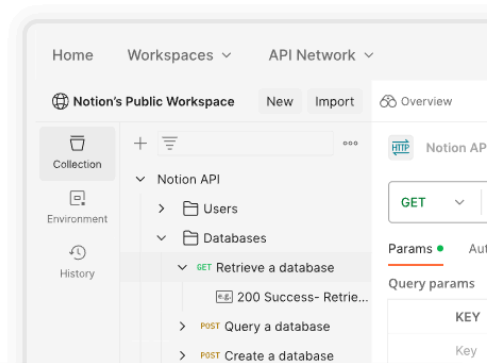 Home Workspaces API Network
Notion's Public Workspace New Import Overview
Collection
HTTP Notion AP
Notion API
GET
Environment
Users
Databases
Params Aut
History
GET Retrieve a database
Query params
e.g. 200 Success- Retrie...
KEY
POST Query a database
Key
POST Create a database